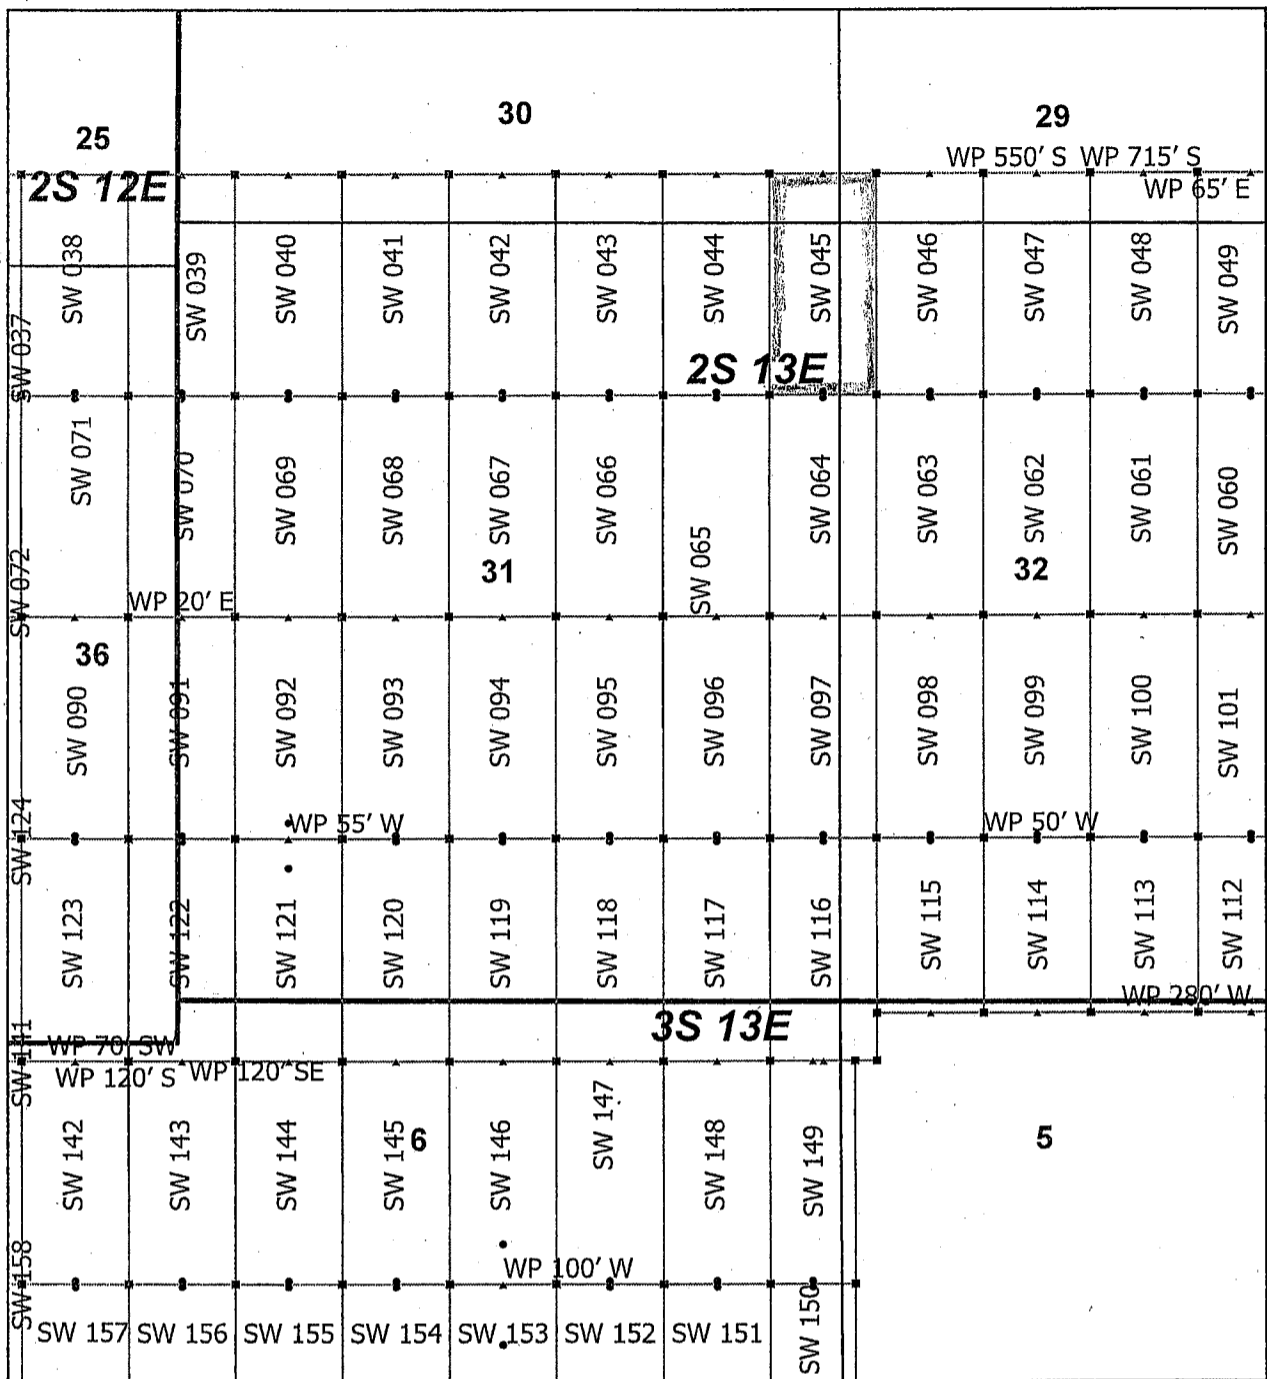 30
29
25
WP 550' S WP 715' S
2S 12E
WP 65' E
SW 038
SW 039
SW 040
SW 041
SW 042
SW 043
SW 044
SW 045
SW 046
SW 047
SW 048
SW 049
SW 037
2S 13E
SW 071
SW 070
SW 069
SW 068
SW 067
SW 066
SW 065
SW 064
SW 063
SW 062
SW 061
SW 060
31
32
SW 072
WP 20' E
36
SW 090
SW 091
SW 092
SW 093
SW 094
SW 095
SW 096
SW 097
SW 098
SW 099
SW 100
SW 101
SW 124
WP 55' W
WP 50' W
SW 123
SW 122
SW 121
SW 120
SW 119
SW 118
SW 117
SW 116
SW 115
SW 114
SW 113
SW 112
WP 280' W
3S 13E
SW 141
WP 70' SW
WP 120' S
WP 120' SE
SW 142
SW 143
SW 144
SW 145
6
SW 146
SW 147
SW 148
SW 149
5
SW 158
WP 100' W
SW 157
SW 156
SW 155
SW 154
SW 153
SW 152
SW 151
SW 150